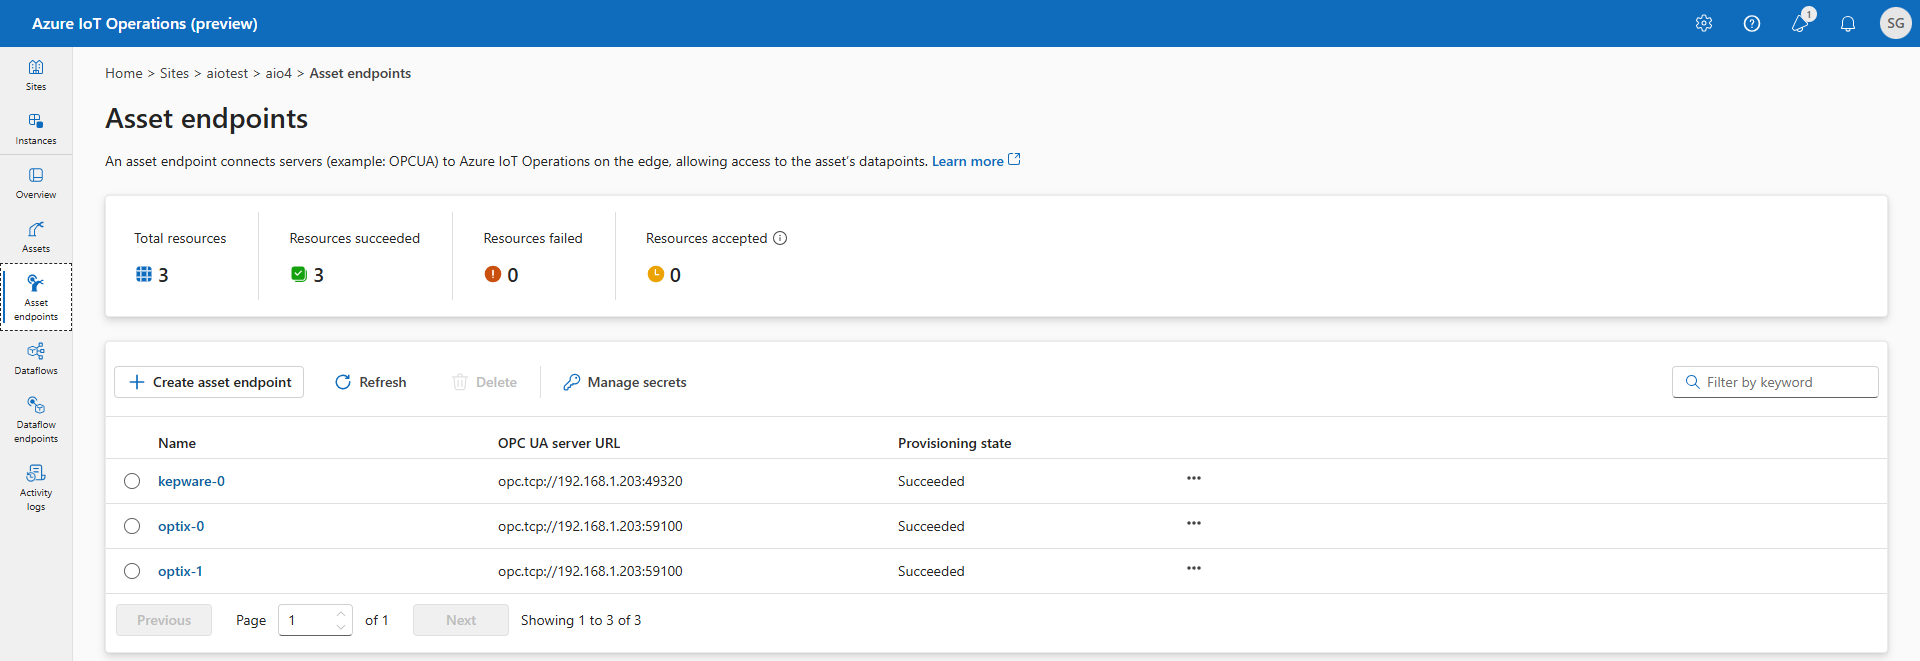 Azure IoT Operations (preview)
1
SG
Sites
Instances
Overview
Assets
Asset
endpoints
Dataflows
Dataflow
endpoints
Activity
logs
Home > Sites > aiotest > aio4 > Asset endpoints
Asset endpoints
An asset endpoint connects servers (example: OPCUA) to Azure IoT Operations on the edge, allowing access to the asset's datapoints. Learn more
Total resources
3
Resources succeeded
3
Resources failed
0
Resources accepted
0
Create asset endpoint
Refresh
Delete
Manage secrets
Filter by keyword
Name OPC UA server URL Provisioning state
kepware-0 opc.tcp://192.168.1.203:49320 Succeeded ...
optix-0 opc.tcp://192.168.1.203:59100 Succeeded ...
optix-1 opc.tcp://192.168.1.203:59100 Succeeded ...
Previous Page 1 of 1 Next Showing 1 to 3 of 3